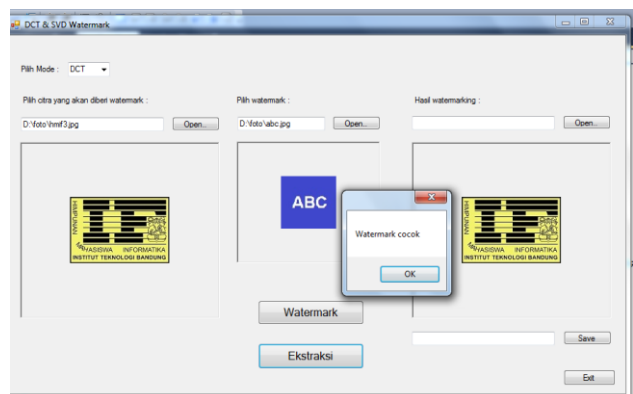 DCT & SVD Watermark
Pilih Mode : DCT
Pilih citra yang akan diberi watermark :
Pilih watermark :
Hasil watermarking :
D:\foto\hmif3.jpg
Open..
D:\foto\abc.jpg
Open..
Open..
HIMPUNAN
MAHASISWA INFORMATIKA
INSTITUT TEKNOLOGI BANDUNG
ABC
Watermark cocok
OK
HIMPUNAN
MAHASISWA INFORMATIKA
INSTITUT TEKNOLOGI BANDUNG
Watermark
Ekstraksi
Save
Exit